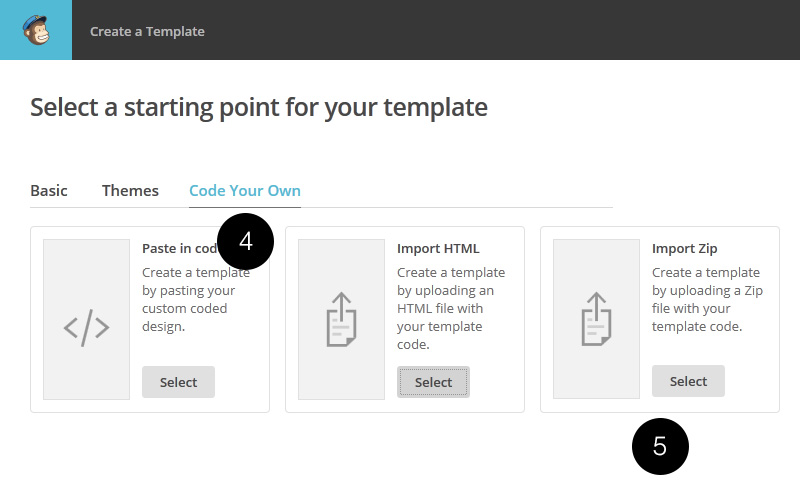 Create a Template
Select a starting point for your template
Basic
Themes
Code Your Own
4
Paste in cod
Create a template
by pasting your
custom coded
design.
Select
Import HTML
Create a template
by uploading an
HTML file with
your template
code.
Select
Import Zip
Create a template
by uploading a Zip
file with your
template code.
Select
5